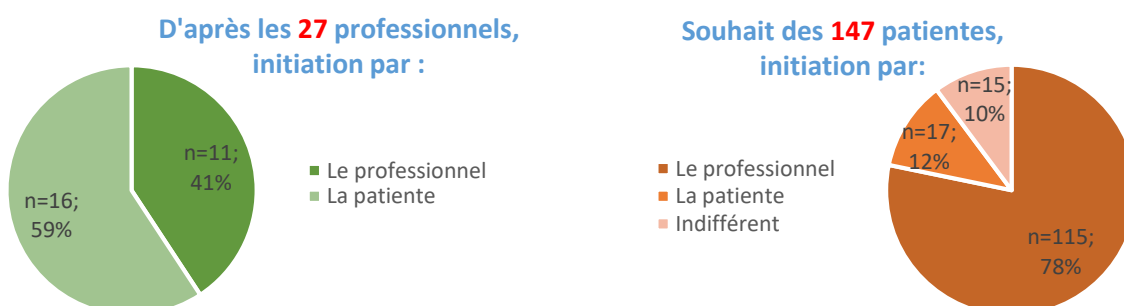 D'après les 27 professionnels,
initiation par :
n=11;
41%
n=16;
59%
Le professionnel
La patiente
Souhait des 147 patientes,
initiation par:
n=15;
10%
n=17;
12%
n=115;
78%
Le professionnel
La patiente
Indifférent